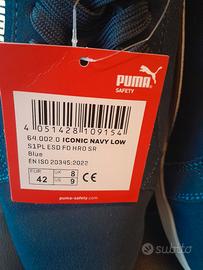 PUMA
SAFETY
4 051428 109154
64.002.0 ICONIC NAVY LOW
S1PL ESD FO HRO SR
Blue
EN ISO 20345:2022
EUR 42 UK 8 US 9 CE
puma-safety.com
subito